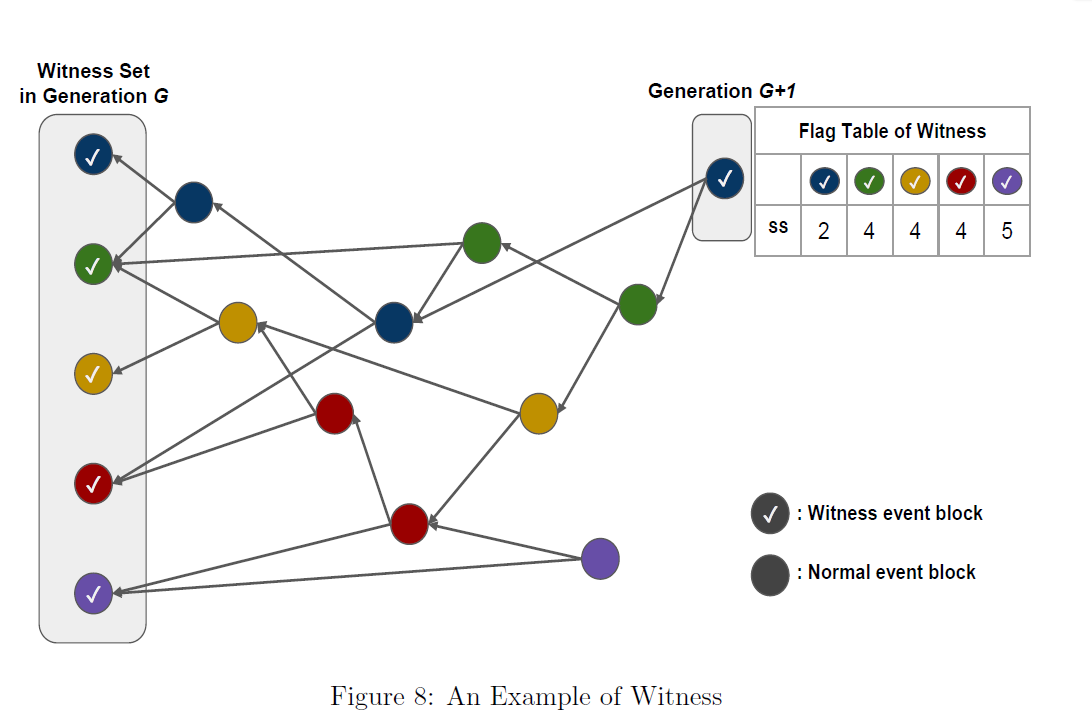 Witness Set
in Generation G
Generation G+1
Flag Table of Witness
ss 2 4 4 4 5
: Witness event block
: Normal event block
Figure 8: An Example of Witness